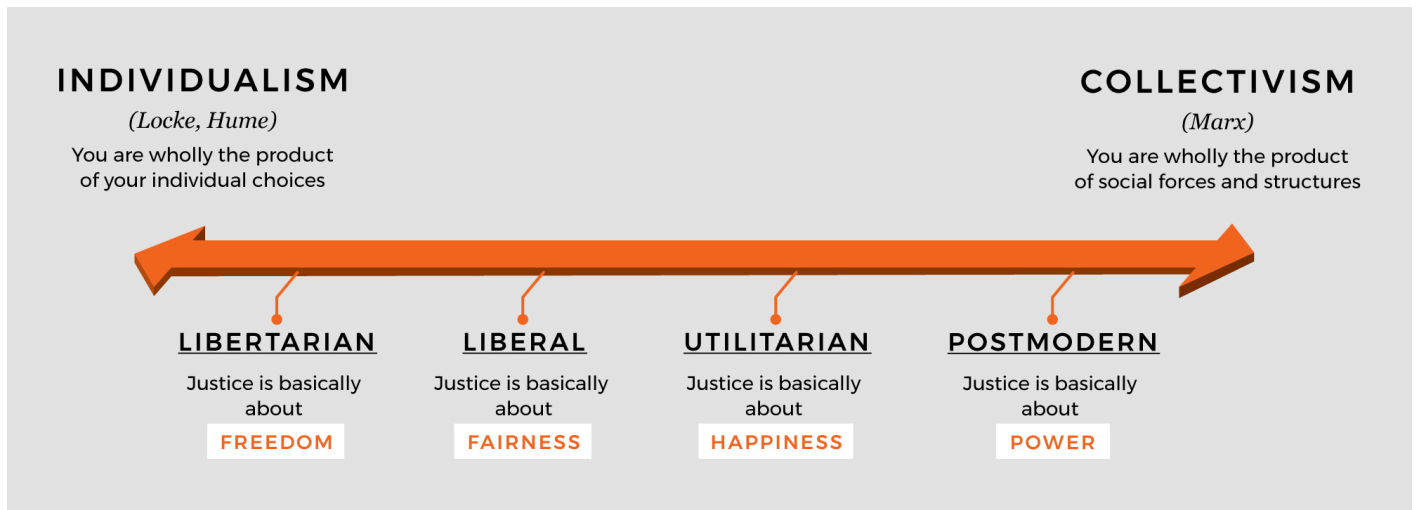 INDIVIDUALISM
(Locke, Hume)
You are wholly the product
of your individual choices
COLLECTIVISM
(Marx)
You are wholly the product
of social forces and structures
LIBERTARIAN
Justice is basically
about
FREEDOM
LIBERAL
Justice is basically
about
FAIRNESS
UTILITARIAN
Justice is basically
about
HAPPINESS
POSTMODERN
Justice is basically
about
POWER